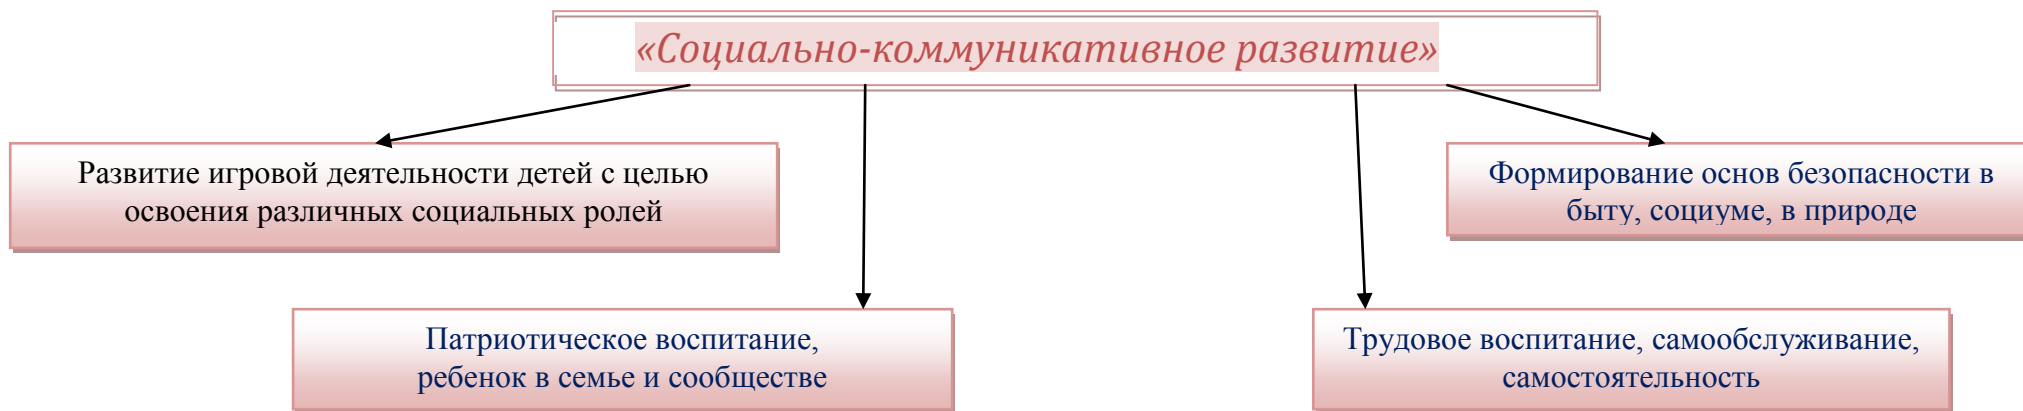 «Социально-коммуникативное развитие»
Развитие игровой деятельности детей с целью
освоения различных социальных ролей
Формирование основ безопасности в
быту, социуме, в природе
Патриотическое воспитание,
ребенок в семье и сообществе
Трудовое воспитание, самообслуживание,
самостоятельность